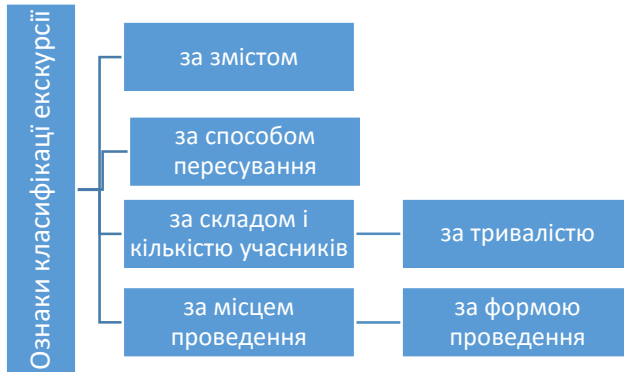 Ознаки класифікації екскурсії
за змістом
за способом
пересування
за складом і
кількістю учасників
за тривалістю
за місцем
проведення
за формою
проведення